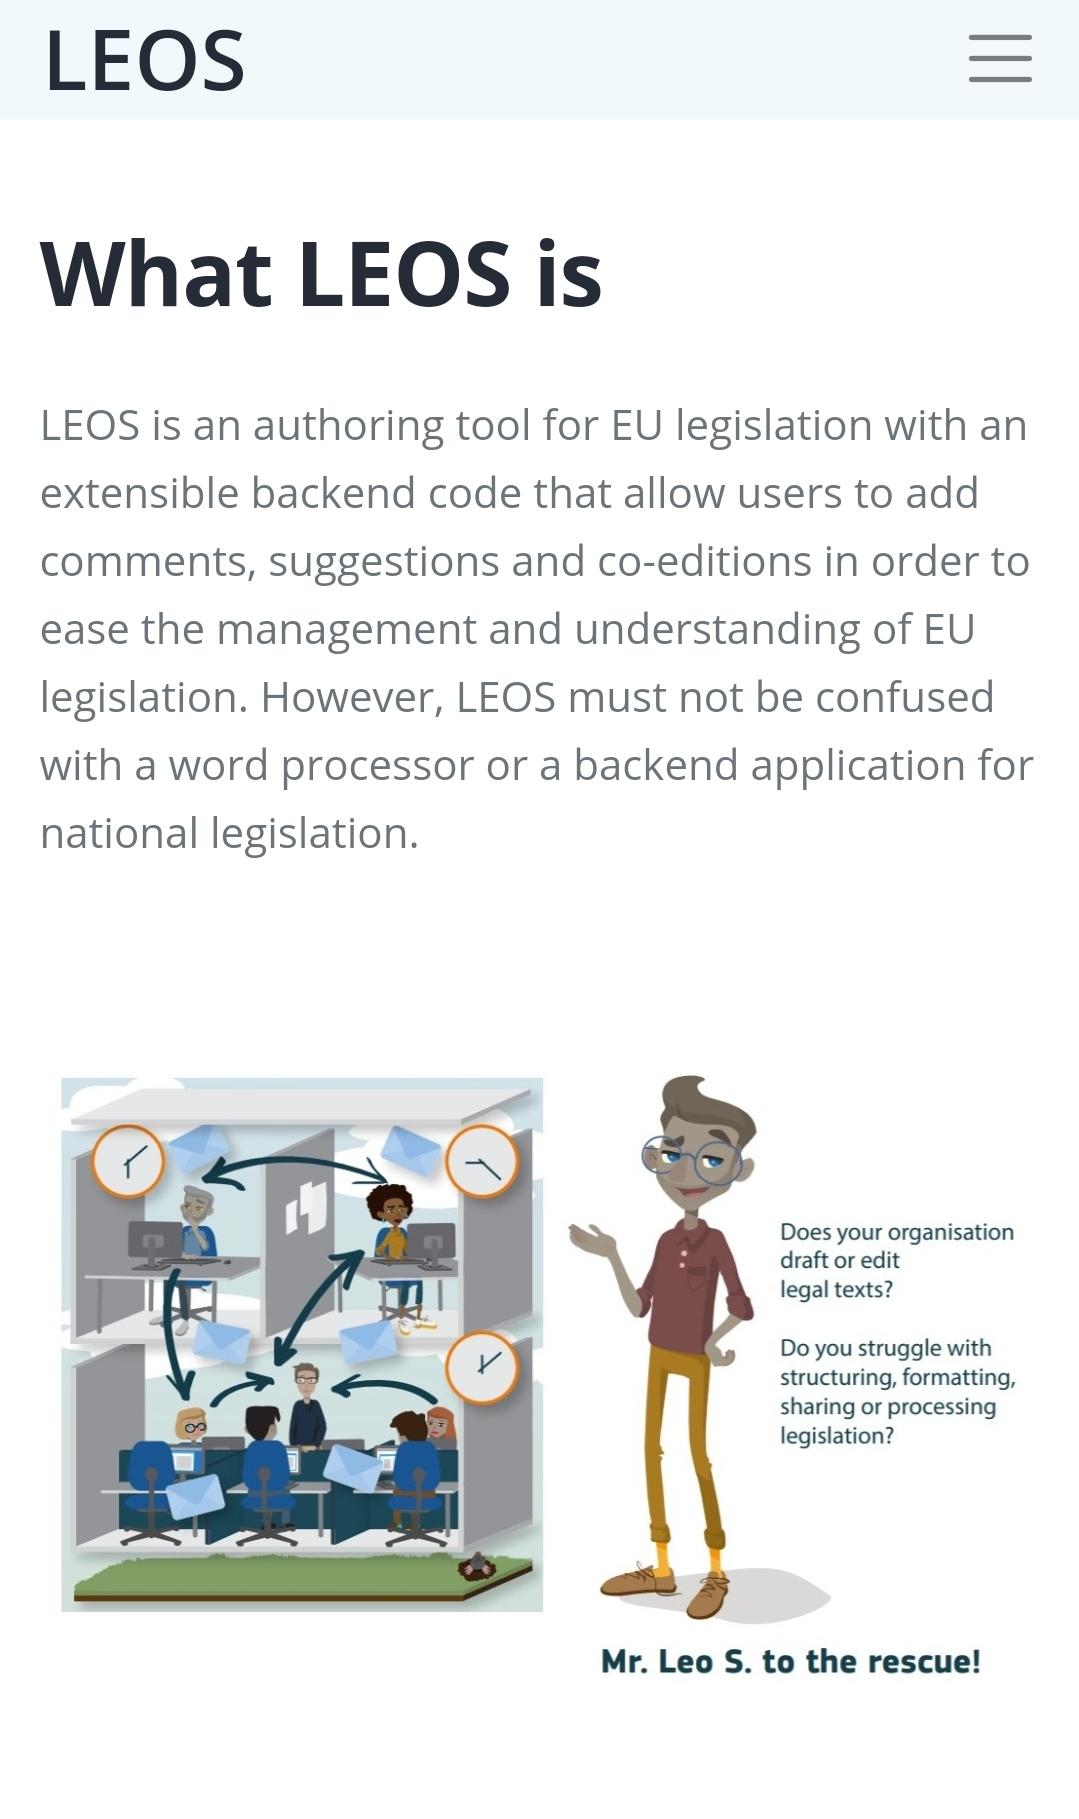 LEOS
What LEOS is
LEOS is an authoring tool for EU legislation with an
extensible backend code that allow users to add
comments, suggestions and co-editions in order to
ease the management and understanding of EU
legislation. However, LEOS must not be confused
with a word processor or a backend application for
national legislation.
Does your organisation
draft or edit
legal texts?
Do you struggle with
structuring, formatting,
sharing or processing
legislation?
Mr. Leo S. to the rescue!